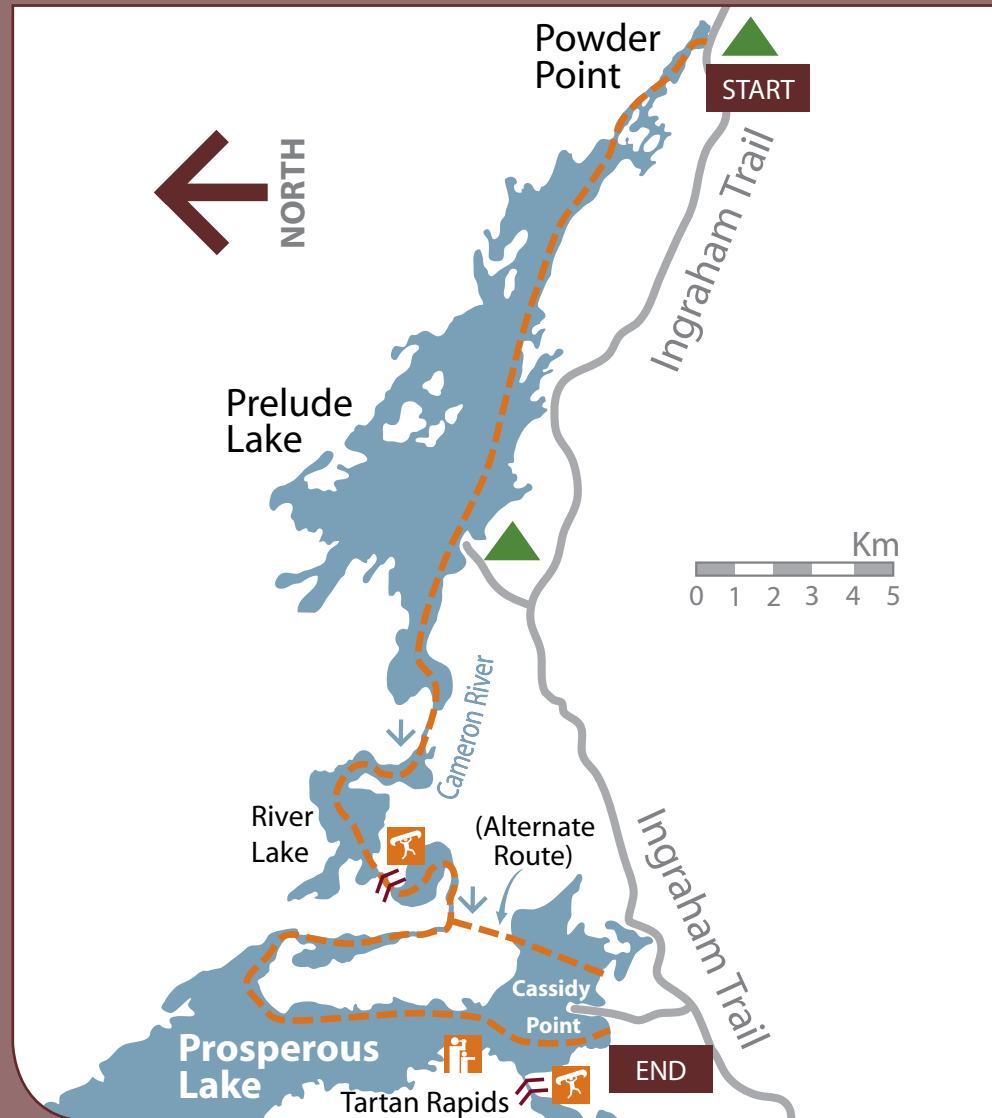 Powder
Point
START
NORTH
Ingraham Trail
Prelude
Lake
Km
0 1 2 3 4 5
Cameron River
River
Lake
(Alternate
Route)
Ingraham Trail
Cassidy
Point
Prosperous
Lake
END
Tartan Rapids